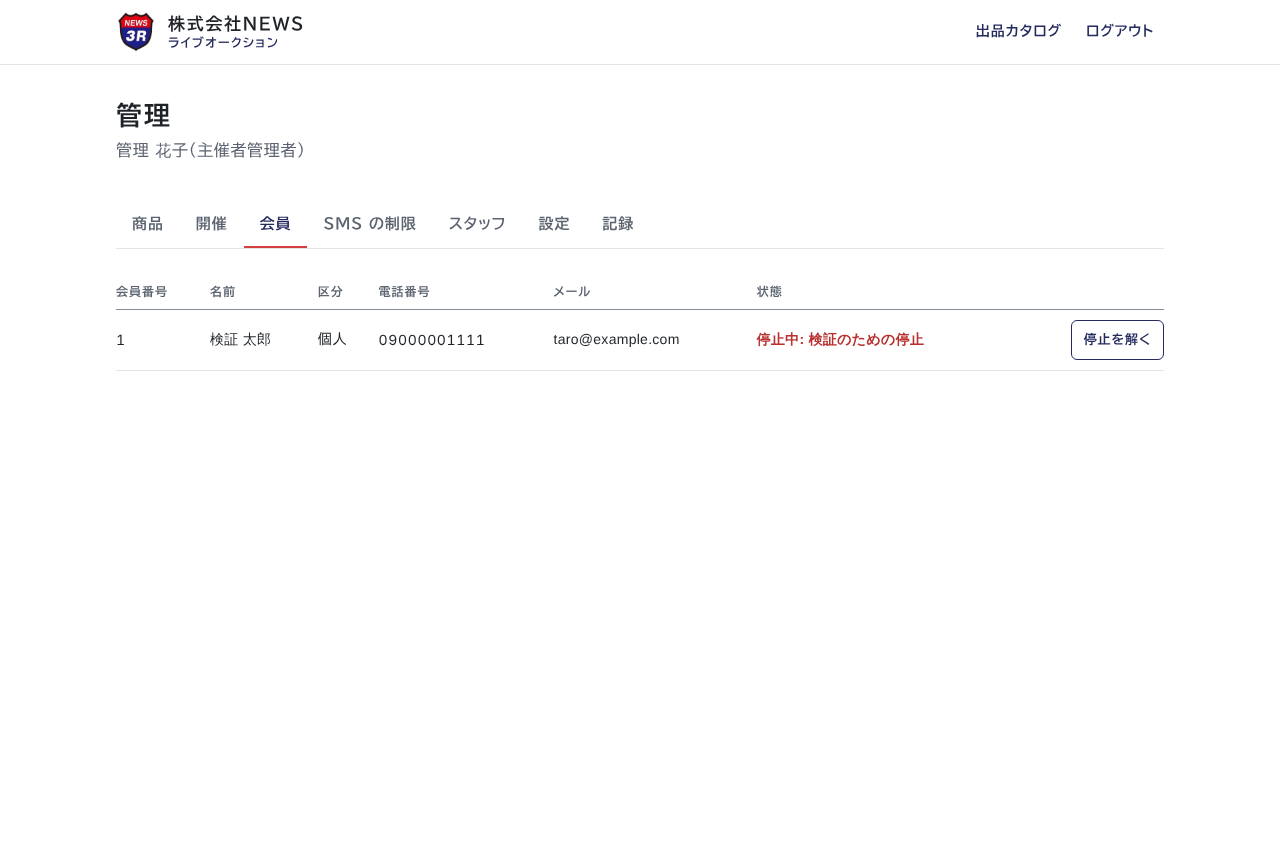 NEWS
3R
株式会社NEWS
ライブオークション
出品カタログ ログアウト
管理
管理 花子(主催者管理者)
商品 開催 会員 SMS の制限 スタッフ 設定 記録
会員番号 名前 区分 電話番号 メール 状態
1 検証 太郎 個人 09000001111 taro@example.com 停止中: 検証のための停止 停止を解く